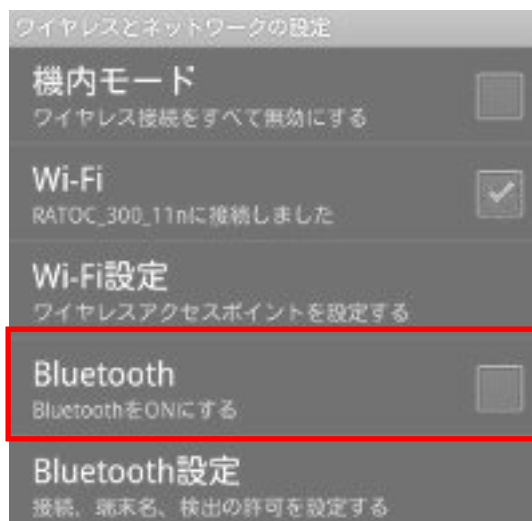 ワイヤレスとネットワークの設定
機内モード
ワイヤレス接続をすべて無効にする
Wi-Fi
RATOC_300_11nに接続しました
Wi-Fi設定
ワイヤレスアクセスポイントを設定する
Bluetooth
BluetoothをONにする
Bluetooth設定
接続、端末名、検出の許可を設定する